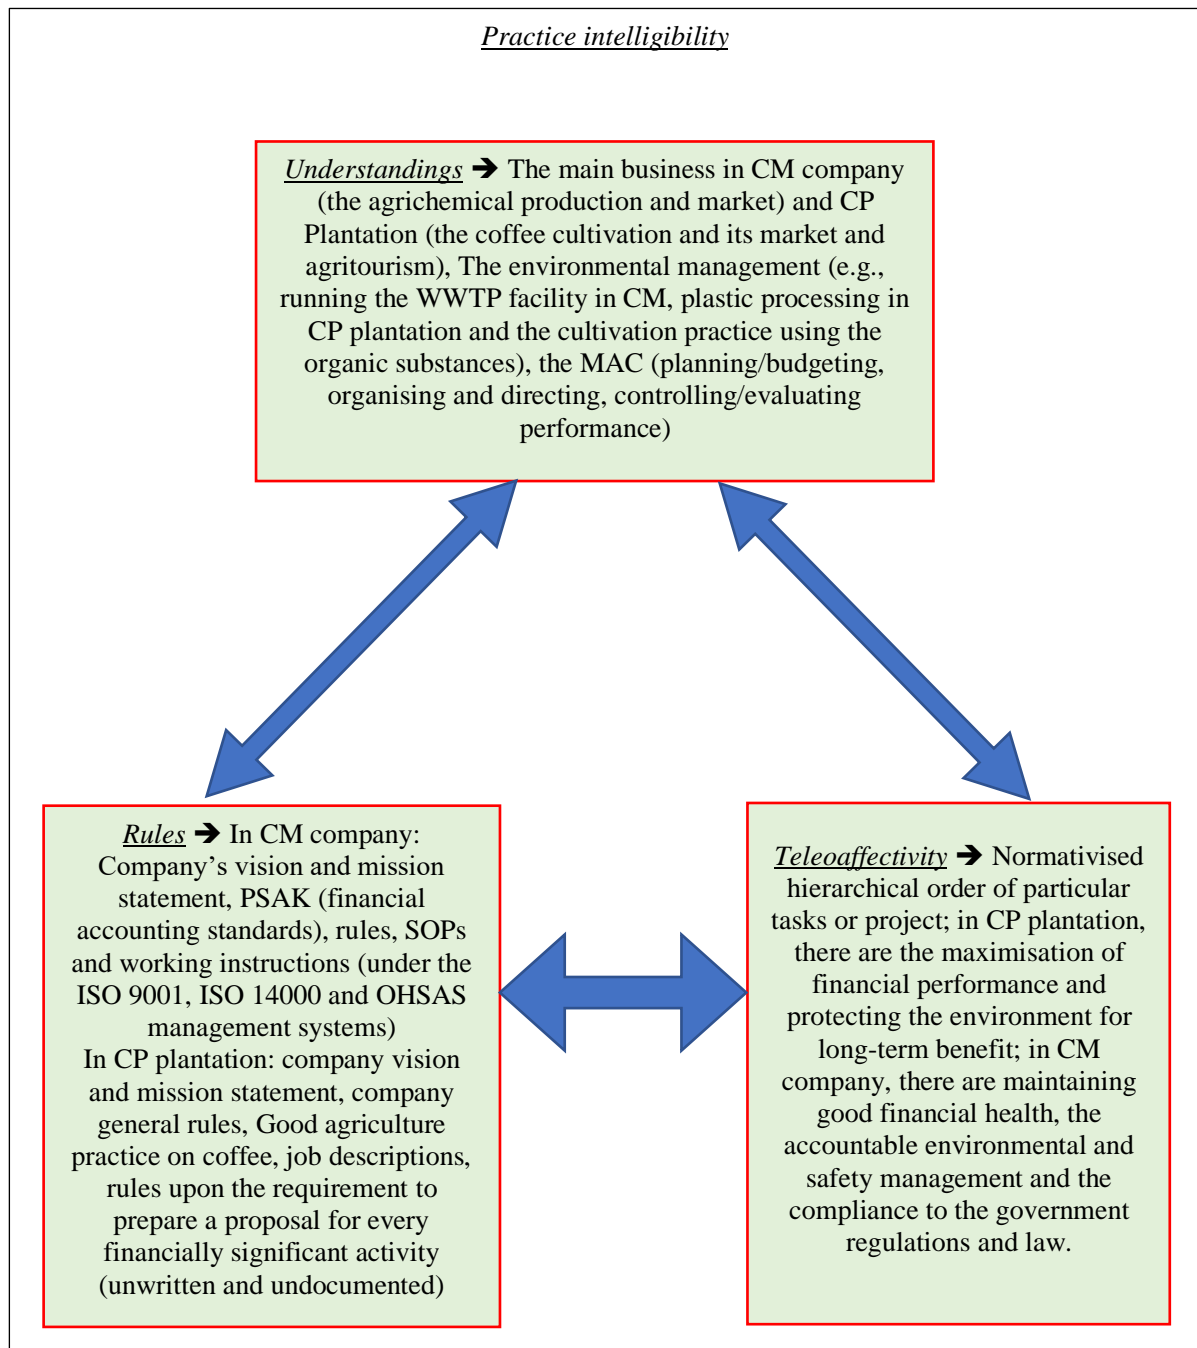 Practice intelligibility
Understandings ➔ The main business in CM company
(the agrichemical production and market) and CP
Plantation (the coffee cultivation and its market and
agritourism), The environmental management (e.g.,
running the WWTP facility in CM, plastic processing in
CP plantation and the cultivation practice using the
organic substances), the MAC (planning/budgeting,
organising and directing, controlling/evaluating
performance)
Rules ➔ In CM company:
Company’s vision and mission
statement, PSAK (financial
accounting standards), rules, SOPs
and working instructions (under the
ISO 9001, ISO 14000 and OHSAS
management systems)
In CP plantation: company vision
and mission statement, company
general rules, Good agriculture
practice on coffee, job descriptions,
rules upon the requirement to
prepare a proposal for every
financially significant activity
(unwritten and undocumented)
Teleoaffectivity ➔ Normativised
hierarchical order of particular
tasks or project; in CP plantation,
there are the maximisation of
financial performance and
protecting the environment for
long-term benefit; in CM
company, there are maintaining
good financial health, the
accountable environmental and
safety management and the
compliance to the government
regulations and law.